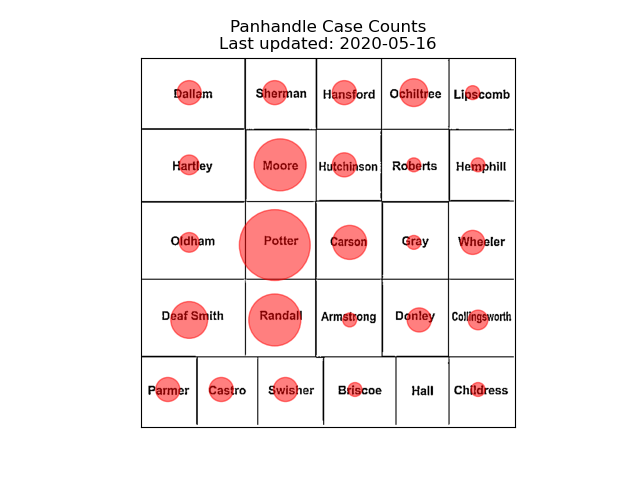 Panhandle Case Counts
Last updated: 2020-05-16
Dallam Sherman Hansford Ochiltree Lipscomb
Hartley Moore Hutchinson Roberts Hemphill
Oldham Potter Carson Gray Wheeler
Deaf Smith Randall Armstrong Donley Collingsworth
Parmer Castro Swisher Briscoe Hall Childress